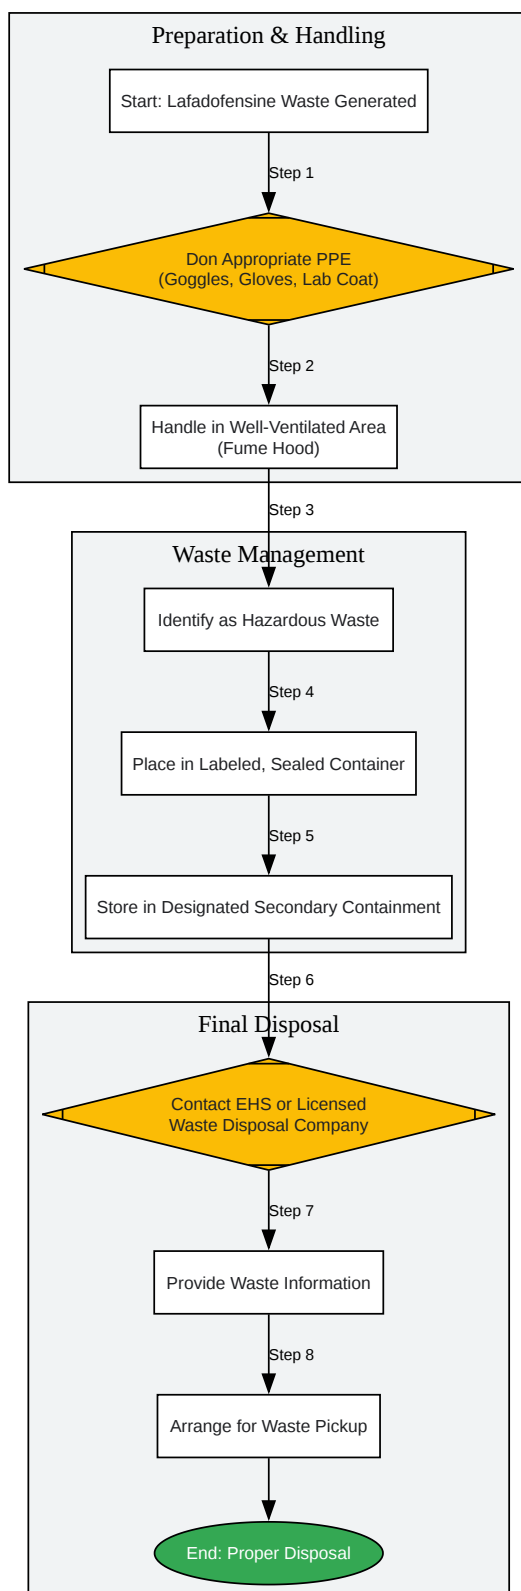 Preparation & Handling
Start: Lafadofensine Waste Generated
Step 1
Don Appropriate PPE
(Goggles, Gloves, Lab Coat)
Step 2
Handle in Well-Ventilated Area
(Fume Hood)
Step 3
Waste Management
Identify as Hazardous Waste
Step 4
Place in Labeled, Sealed Container
Step 5
Store in Designated Secondary Containment
Step 6
Final Disposal
Contact EHS or Licensed
Waste Disposal Company
Step 7
Provide Waste Information
Step 8
Arrange for Waste Pickup
End: Proper Disposal